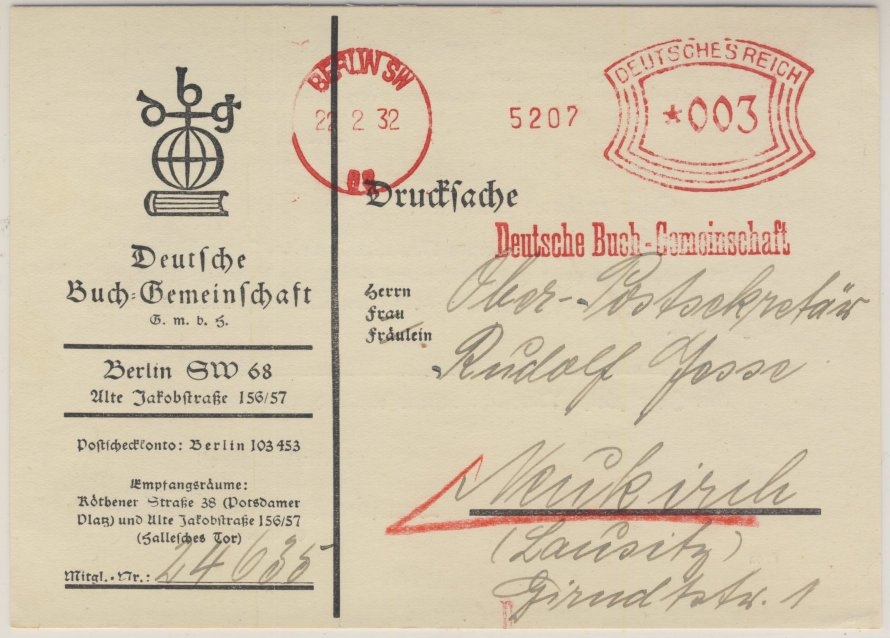 dbg
Deutsche
Buch-Gemeinschaft
G. m. b. H.
Berlin SW 68
Alte Jakobstraße 156/57
Postscheckkonto: Berlin 103453
Empfangsräume:
Köthener Straße 38 (Potsdamer
Platz) und Alte Jakobstraße 156/57
(Hallesches Tor)
Mitgl.-Nr.: 24635
BERLIN SW
22 2 32
5207
DEUTSCHES REICH
*003
Drucksache
Deutsche Buch-Gemeinschaft
Herrn
Frau
Fräulein
Ober-Postsekretär
Rudolf Jesse
Neukirch
(Lausitz)